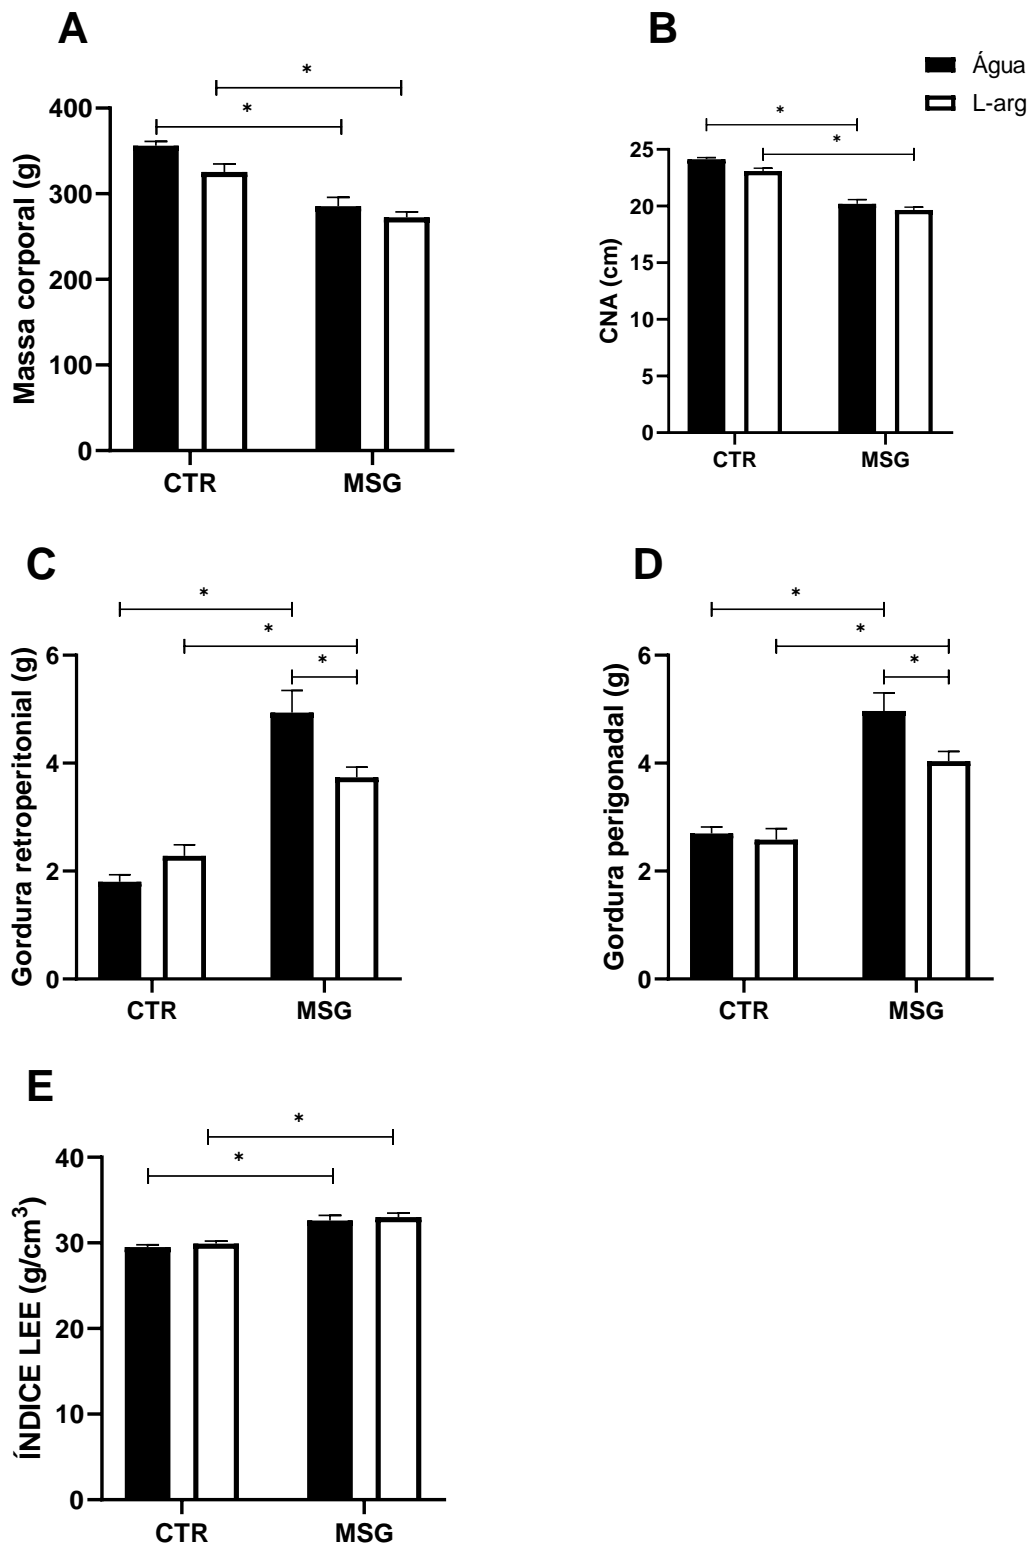 A
Massa corporal (g)
400
300
200
100
0
*
*
CTR
MSG
B
Água
L-arg
CNA (cm)
25
20
15
10
5
0
*
*
CTR
MSG
C
Gordura retroperitonial (g)
6
4
2
0
*
*
*
CTR
MSG
D
Gordura perigonadal (g)
6
4
2
0
*
*
*
CTR
MSG
E
ÍNDICE LEE (g/cm³)
40
30
20
10
0
*
*
CTR
MSG